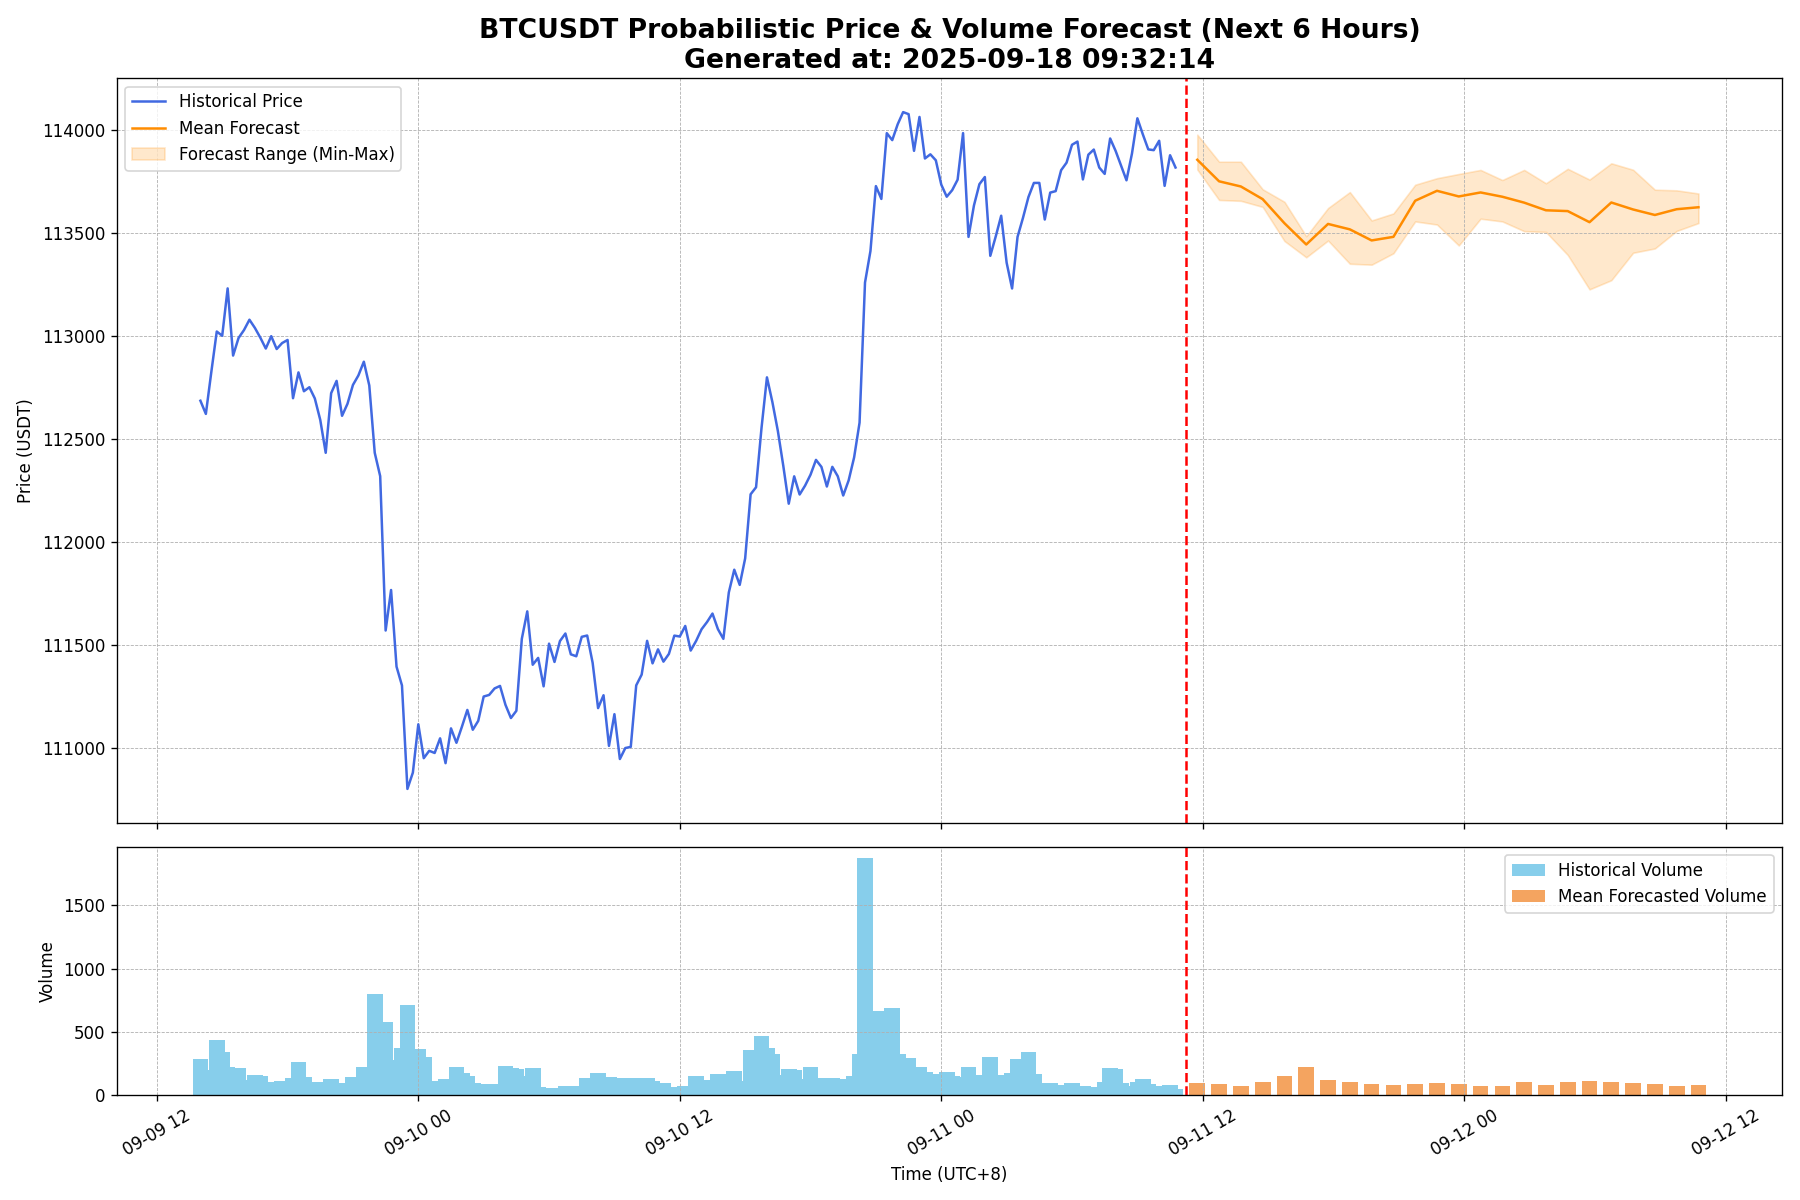 BTCUSDT Probabilistic Price & Volume Forecast (Next 6 Hours)
Generated at: 2025-09-18 09:32:14
Historical Price
Mean Forecast
Forecast Range (Min-Max)
114000
113500
113000
112500
112000
111500
111000
Price (USDT)
Historical Volume
Mean Forecasted Volume
1500
1000
500
0
Volume
09-09 12
09-10 00
09-10 12
09-11 00
09-11 12
09-12 00
09-12 12
Time (UTC+8)